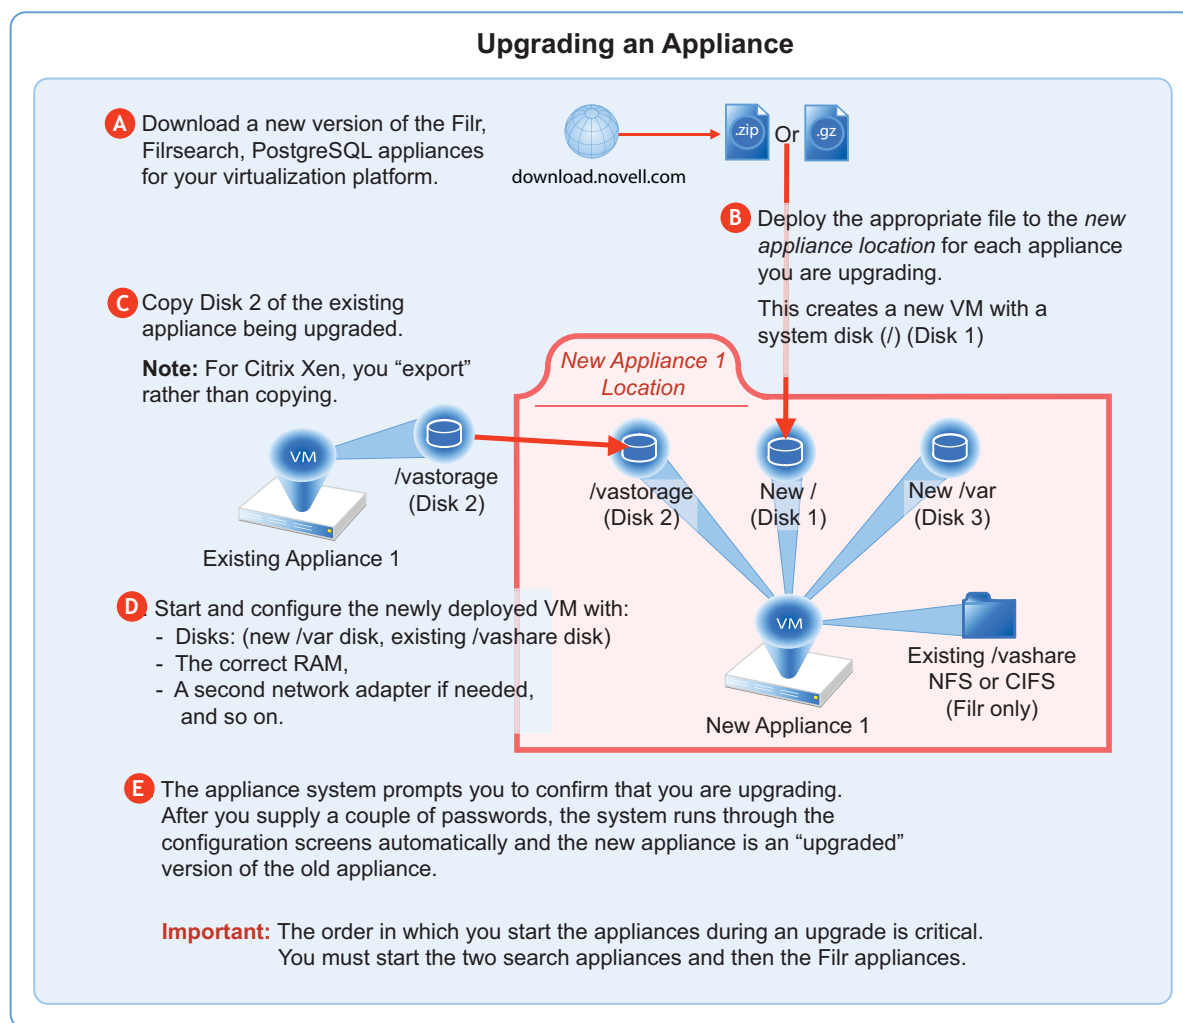 Upgrading an Appliance
A Download a new version of the Filr,
Filrsearch, PostgreSQL appliances
for your virtualization platform.
download.novell.com
.zip Or .gz
B Deploy the appropriate file to the new
appliance location for each appliance
you are upgrading.
This creates a new VM with a
system disk (/) (Disk 1)
C Copy Disk 2 of the existing
appliance being upgraded.
Note: For Citrix Xen, you “export”
rather than copying.
VM
/vastorage
(Disk 2)
Existing Appliance 1
New Appliance 1
Location
/vastorage
(Disk 2)
New /
(Disk 1)
New /var
(Disk 3)
VM
New Appliance 1
Existing /vashare
NFS or CIFS
(Filr only)
D. Start and configure the newly deployed VM with:
- Disks: (new /var disk, existing /vashare disk)
- The correct RAM,
- A second network adapter if needed,
and so on.
E The appliance system prompts you to confirm that you are upgrading.
After you supply a couple of passwords, the system runs through the
configuration screens automatically and the new appliance is an “upgraded”
version of the old appliance.
Important: The order in which you start the appliances during an upgrade is critical.
You must start the two search appliances and then the Filr appliances.